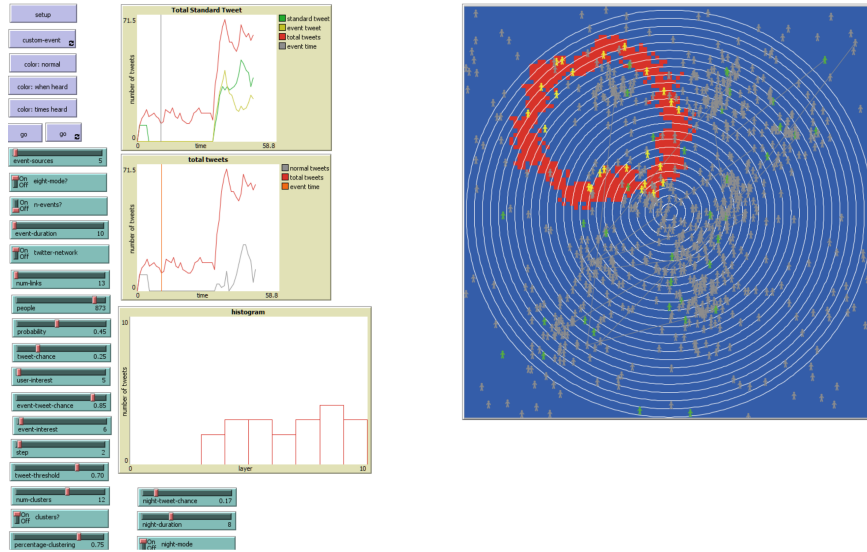 setup
custom-event
color: normal
color: when heard
color: times heard
go
go
event-sources 5
On
Off
eight-mode?
On
Off
n-events?
event-duration 10
On
Off
twitter-network
num-links 13
people 873
probability 0.45
tweet-chance 0.25
user-interest 5
event-tweet-chance 0.85
event-interest 6
step 2
tweet-threshold 0.70
num-clusters 12
On
Off
clusters?
percentage-clustering 0.75
Total Standard Tweet
71.5
number of tweets
0
0
time
58.8
standard tweet
event tweet
total tweets
event time
total tweets
71.5
number of tweets
0
0
time
58.8
normal tweets
total tweets
event time
histogram
10
number of tweets
0
0
layer
10
night-tweet-chance 0.17
night-duration 8
On
Off
night-mode